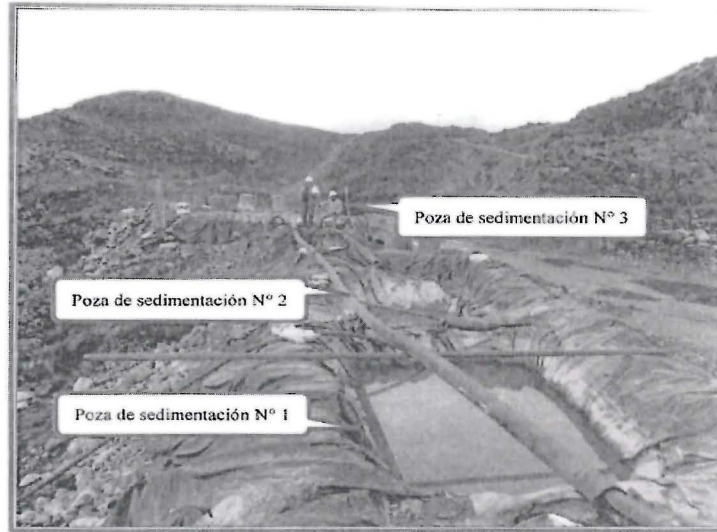 Poza de sedimentación N° 3
Poza de sedimentación N° 2
Poza de sedimentación N° 1